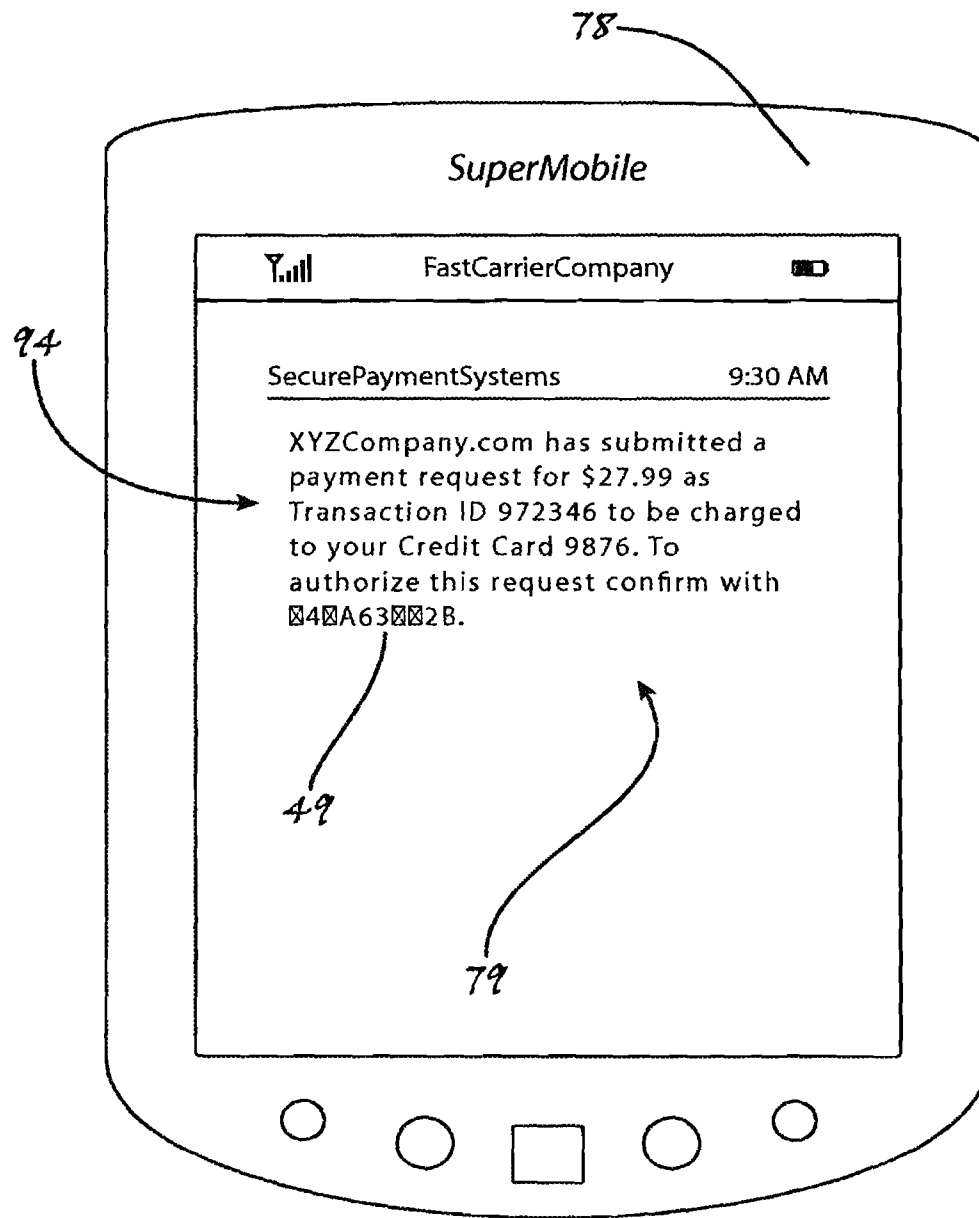 78
SuperMobile
FastCarrierCompany
94
SecurePaymentSystems 9:30 AM
XYZCompany.com has submitted a
payment request for $27.99 as
Transaction ID 972346 to be charged
to your Credit Card 9876. To
authorize this request confirm with
☒4☒A63☒☒2B.
49
79